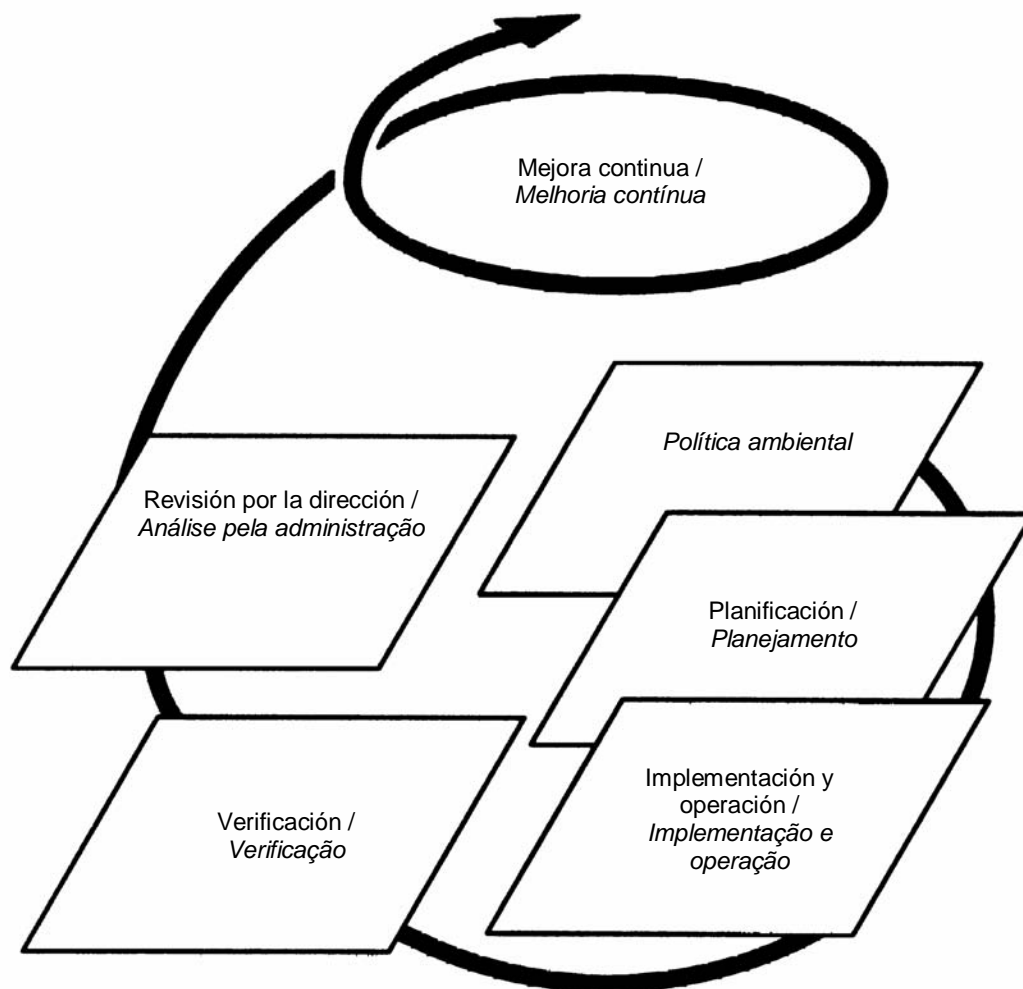 Mejora continua /
Melhoria contínua
Política ambiental
Revisión por la dirección /
Análise pela administração
Planificación /
Planejamento
Implementación y
operación /
Implementação e
operação
Verificación /
Verificação